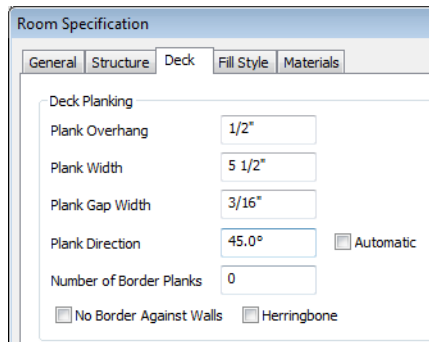 Room Specification
General Structure Deck Fill Style Materials
Deck Planking
Plank Overhang 1/2"
Plank Width 5 1/2"
Plank Gap Width 3/16"
Plank Direction 45.0° Automatic
Number of Border Planks 0
No Border Against Walls Herringbone